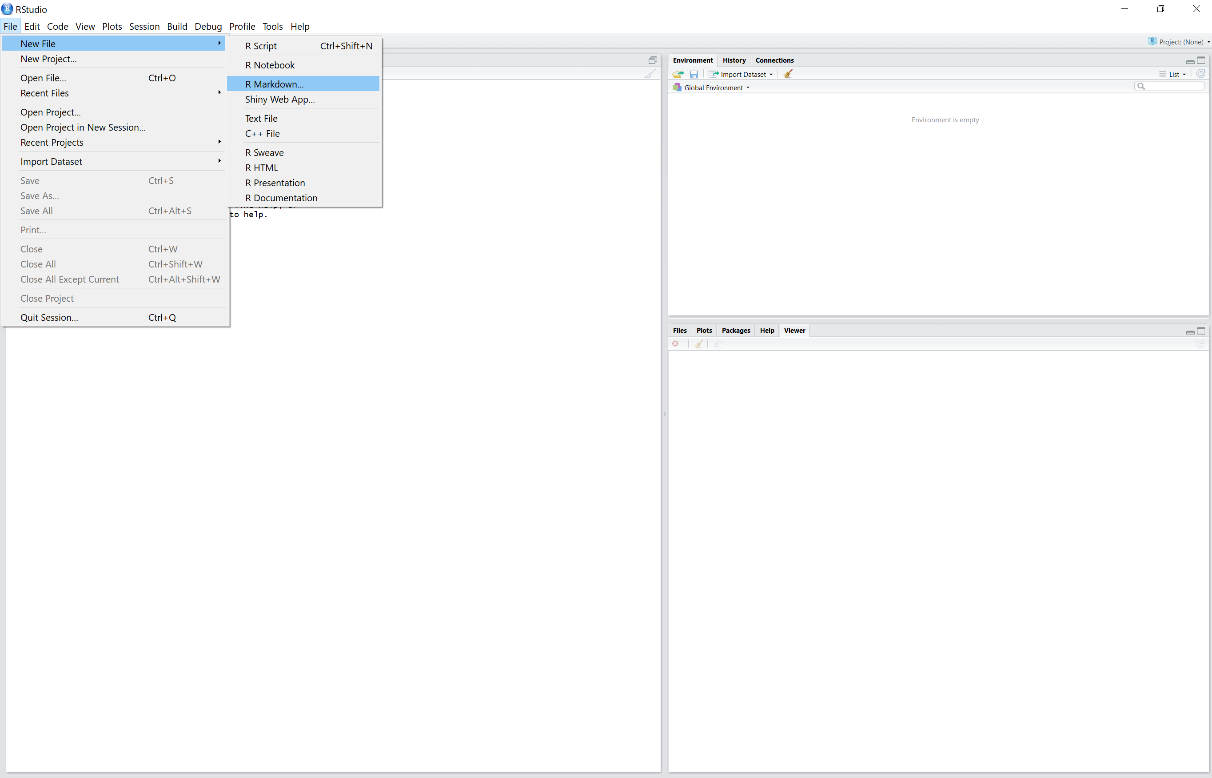 RStudio
File Edit Code View Plots Session Build Debug Profile Tools Help
Project: (None)
New File
New Project...
Open File... Ctrl+O
Recent Files
Open Project...
Open Project in New Session...
Recent Projects
Import Dataset
Save Ctrl+S
Save As...
Save All Ctrl+Alt+S
Print...
Close Ctrl+W
Close All Ctrl+Shift+W
Close All Except Current Ctrl+Alt+Shift+W
Close Project
Quit Session... Ctrl+Q
R Script Ctrl+Shift+N
R Notebook
R Markdown...
Shiny Web App...
Text File
C++ File
R Sweave
R HTML
R Presentation
R Documentation
to help.
Environment History Connections
Import Dataset List
Global Environment
Environment is empty
Files Plots Packages Help Viewer